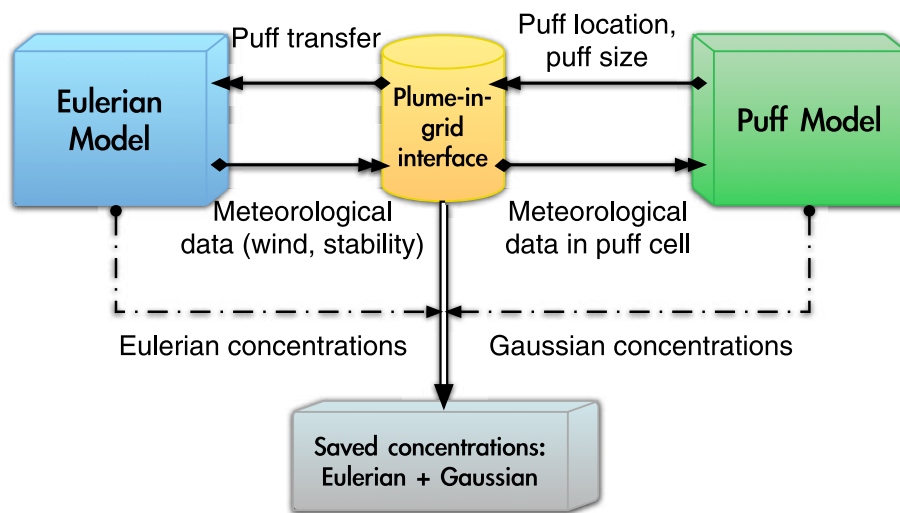 Puff transfer
Puff location,
puff size
Eulerian
Model
Plume-in-
grid
interface
Puff Model
Meteorological
data (wind, stability)
Meteorological
data in puff cell
Eulerian concentrations
Gaussian concentrations
Saved concentrations:
Eulerian + Gaussian